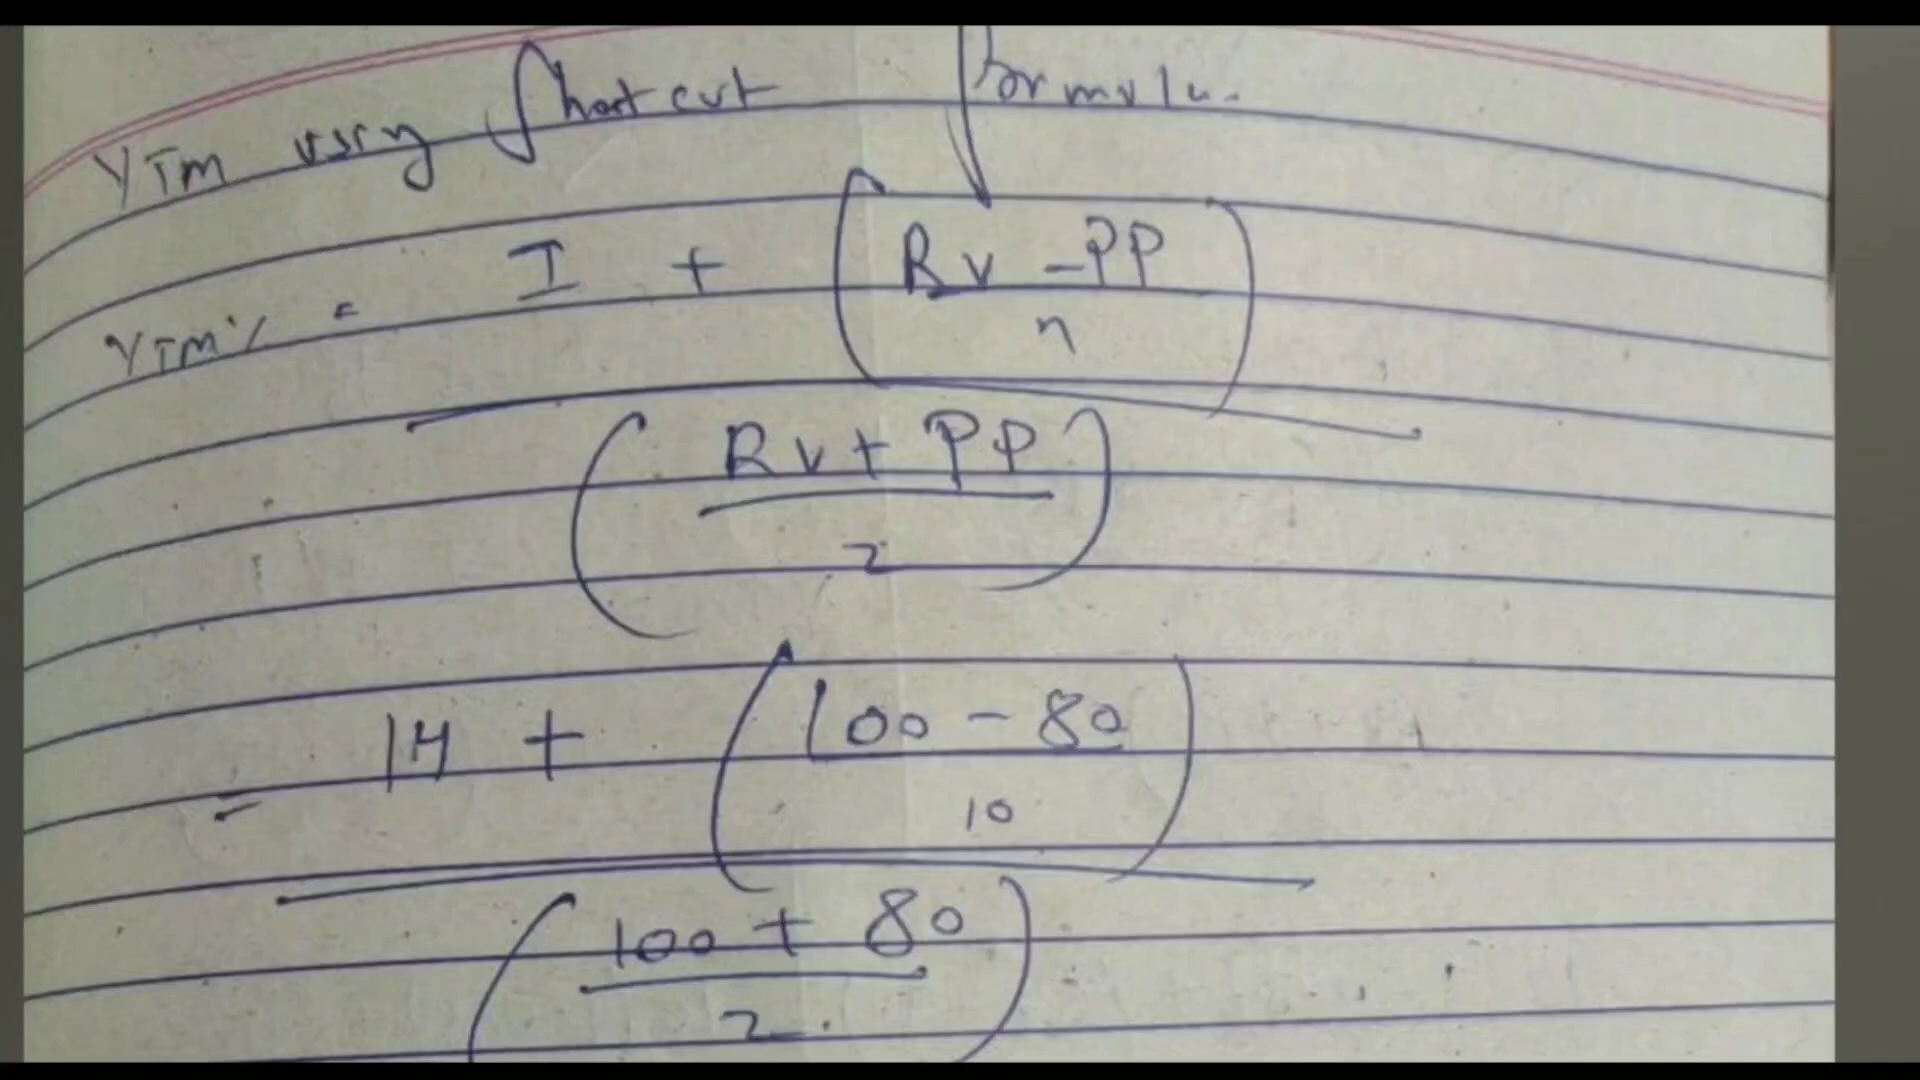 YTM using Short cut formula.
I + (RV - PP
YTM% =
n)
(RV + PP
2)
= 14 + (100 - 80
10)
(100 + 80
2)